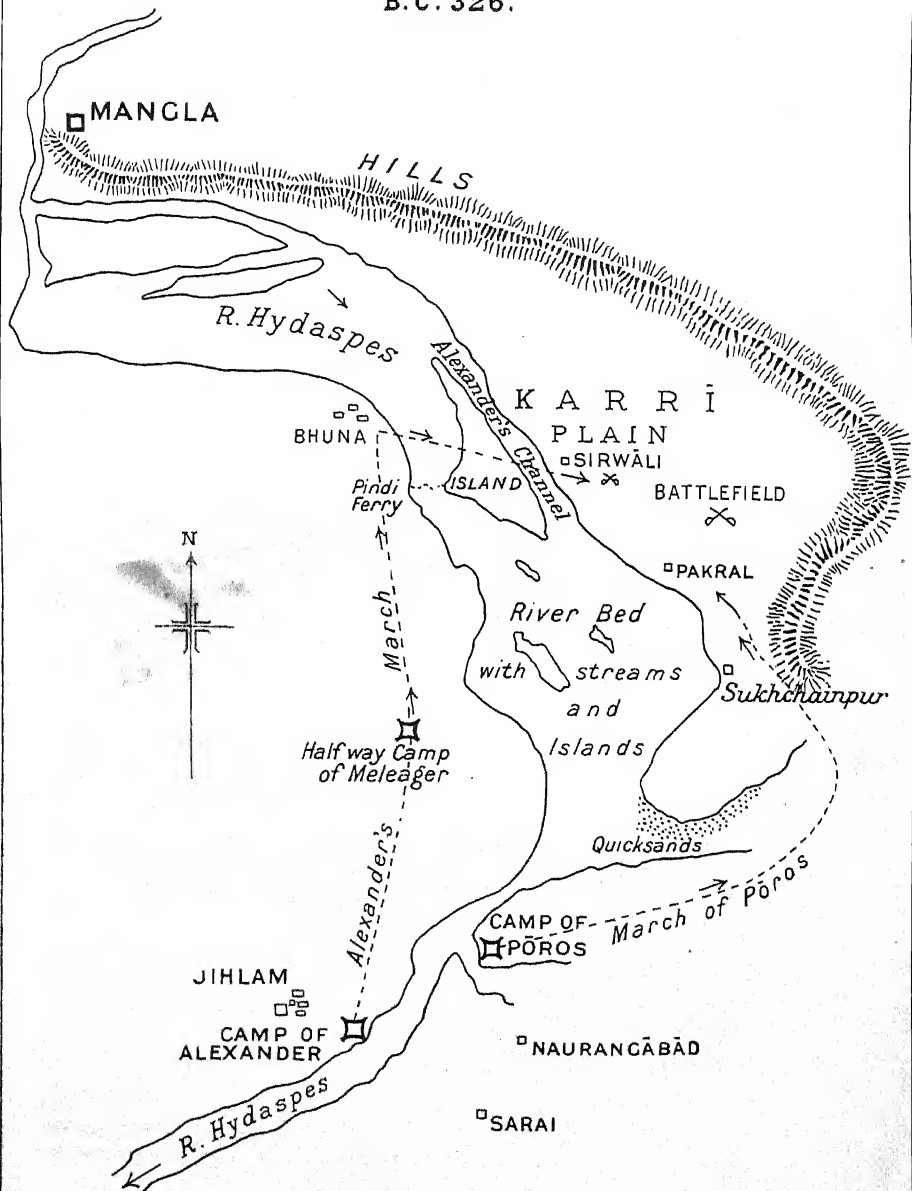 B.C. 326.
MANGLA
HILLS
R. Hydaspes
Alexander's Channel
KARRĪ
PLAIN
BHUNA
SIRWĀLI
Pindi
Ferry
ISLAND
BATTLEFIELD
N
PAKRAL
River Bed
with streams
and
Islands
Sukhchainpur
Halfway Camp
of Meleager
Alexander's March
Quicksands
March of Pōros
CAMP OF
PŌROS
JIHLAM
CAMP OF
ALEXANDER
NAURANGĀBĀD
R. Hydaspes
SARAI